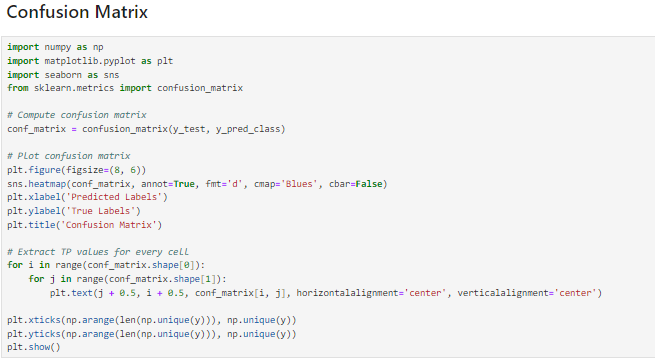 Confusion Matrix
import numpy as np
import matplotlib.pyplot as plt
import seaborn as sns
from sklearn.metrics import confusion_matrix
# Compute confusion matrix
conf_matrix = confusion_matrix(y_test, y_pred_class)
# Plot confusion matrix
plt.figure(figsize=(8, 6))
sns.heatmap(conf_matrix, annot=True, fmt='d', cmap='Blues', cbar=False)
plt.xlabel('Predicted Labels')
plt.ylabel('True Labels')
plt.title('Confusion Matrix')
# Extract TP values for every cell
for i in range(conf_matrix.shape[0]):
    for j in range(conf_matrix.shape[1]):
        plt.text(j + 0.5, i + 0.5, conf_matrix[i, j], horizontalalignment='center', verticalalignment='center')
plt.xticks(np.arange(len(np.unique(y))), np.unique(y))
plt.yticks(np.arange(len(np.unique(y))), np.unique(y))
plt.show()